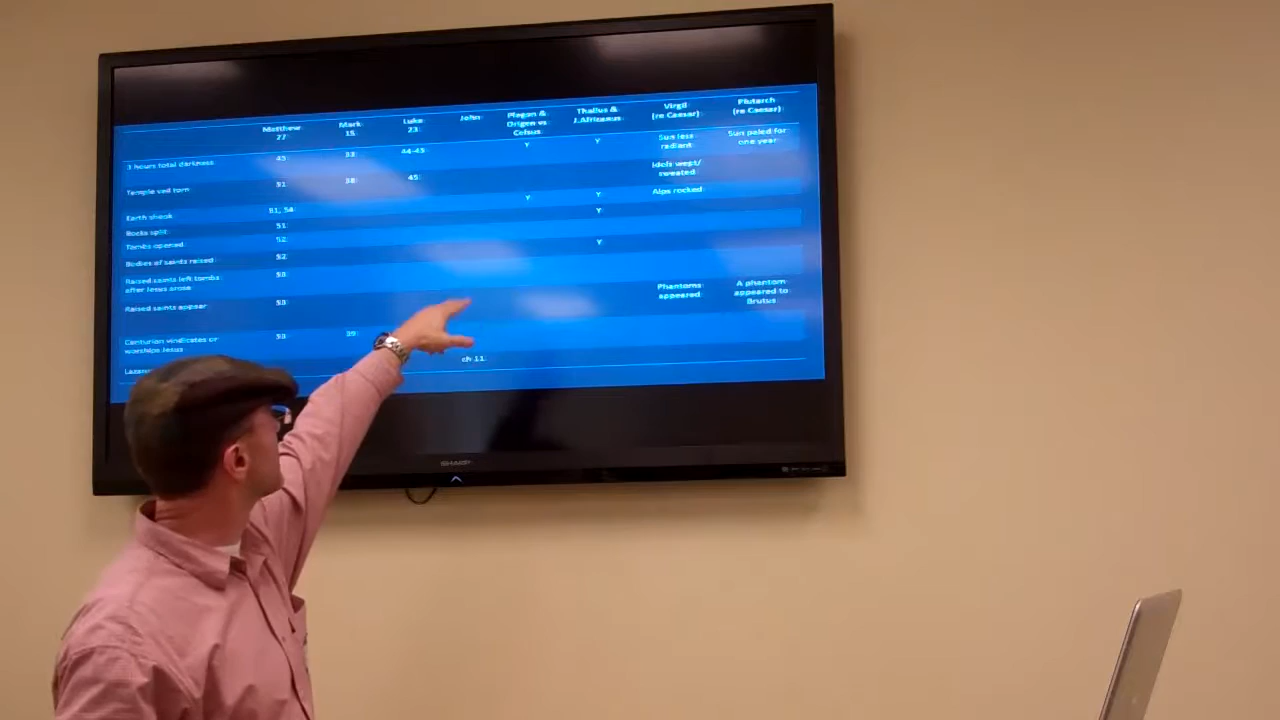 Matthew 27: Mark 15: Luke 23: John Plegon & Origen vs Celsus Thallus & J.Africanus Virgil (re Caesar) Plutarch (re Caesar)
3 hours total darkness 45: 33: 44-45: Y Y Sun less radiant Sun paled for one year
Temple veil torn 51 38: 45: Idols wept/ sweated
Earth shook 51, 54: Y Y Alps rocked
Rocks split 51: Y
Tombs opened 52:
Bodies of saints raised 52: Y
Raised saints left tombs after Jesus arose 53:
Raised saints appear 53: Phantoms appeared A phantom appeared to Brutus
Centurion vindicates or worships Jesus 39:
ch 11:
SHARP